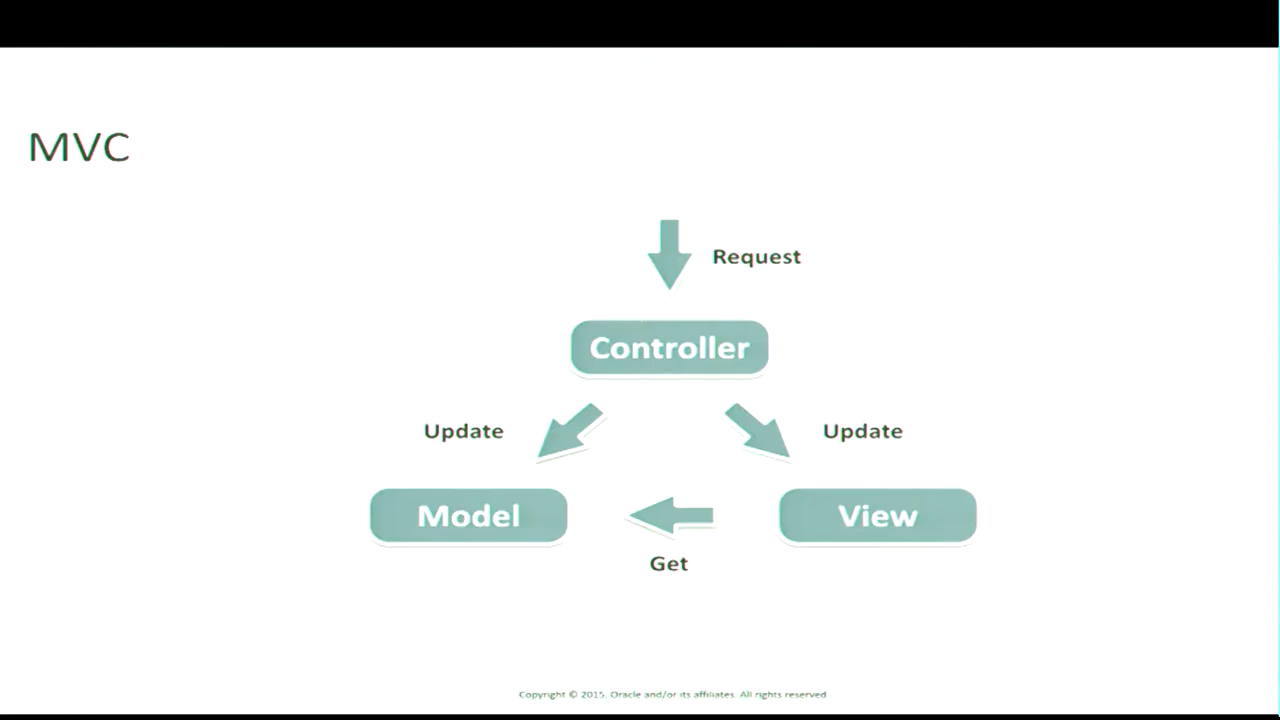 MVC
Request
Controller
Update
Update
Model
View
Get
Copyright © 2015, Oracle and/or its affiliates. All rights reserved